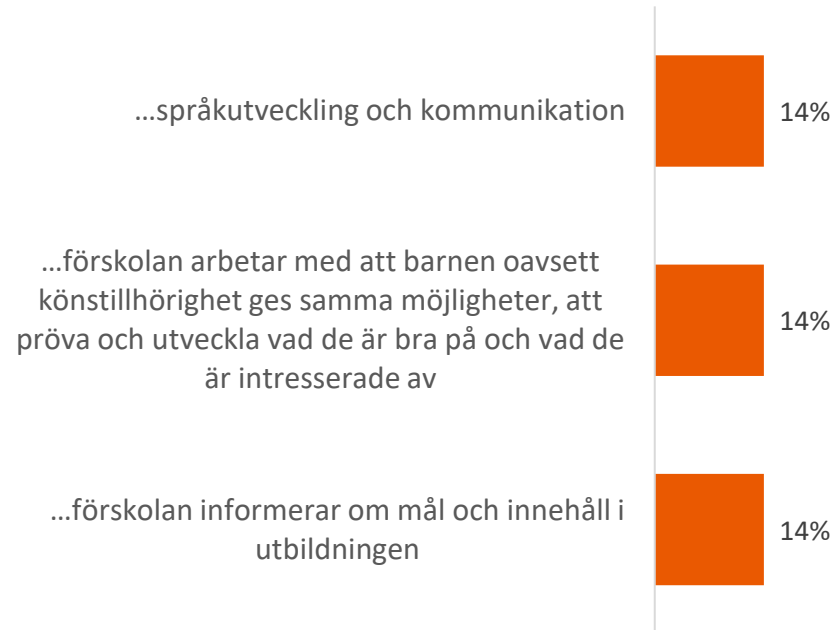 ...språkutveckling och kommunikation
14%
...förskolan arbetar med att barnen oavsett
könstillhörighet ges samma möjligheter, att
pröva och utveckla vad de är bra på och vad de
är intresserade av
14%
...förskolan informerar om mål och innehåll i
utbildningen
14%